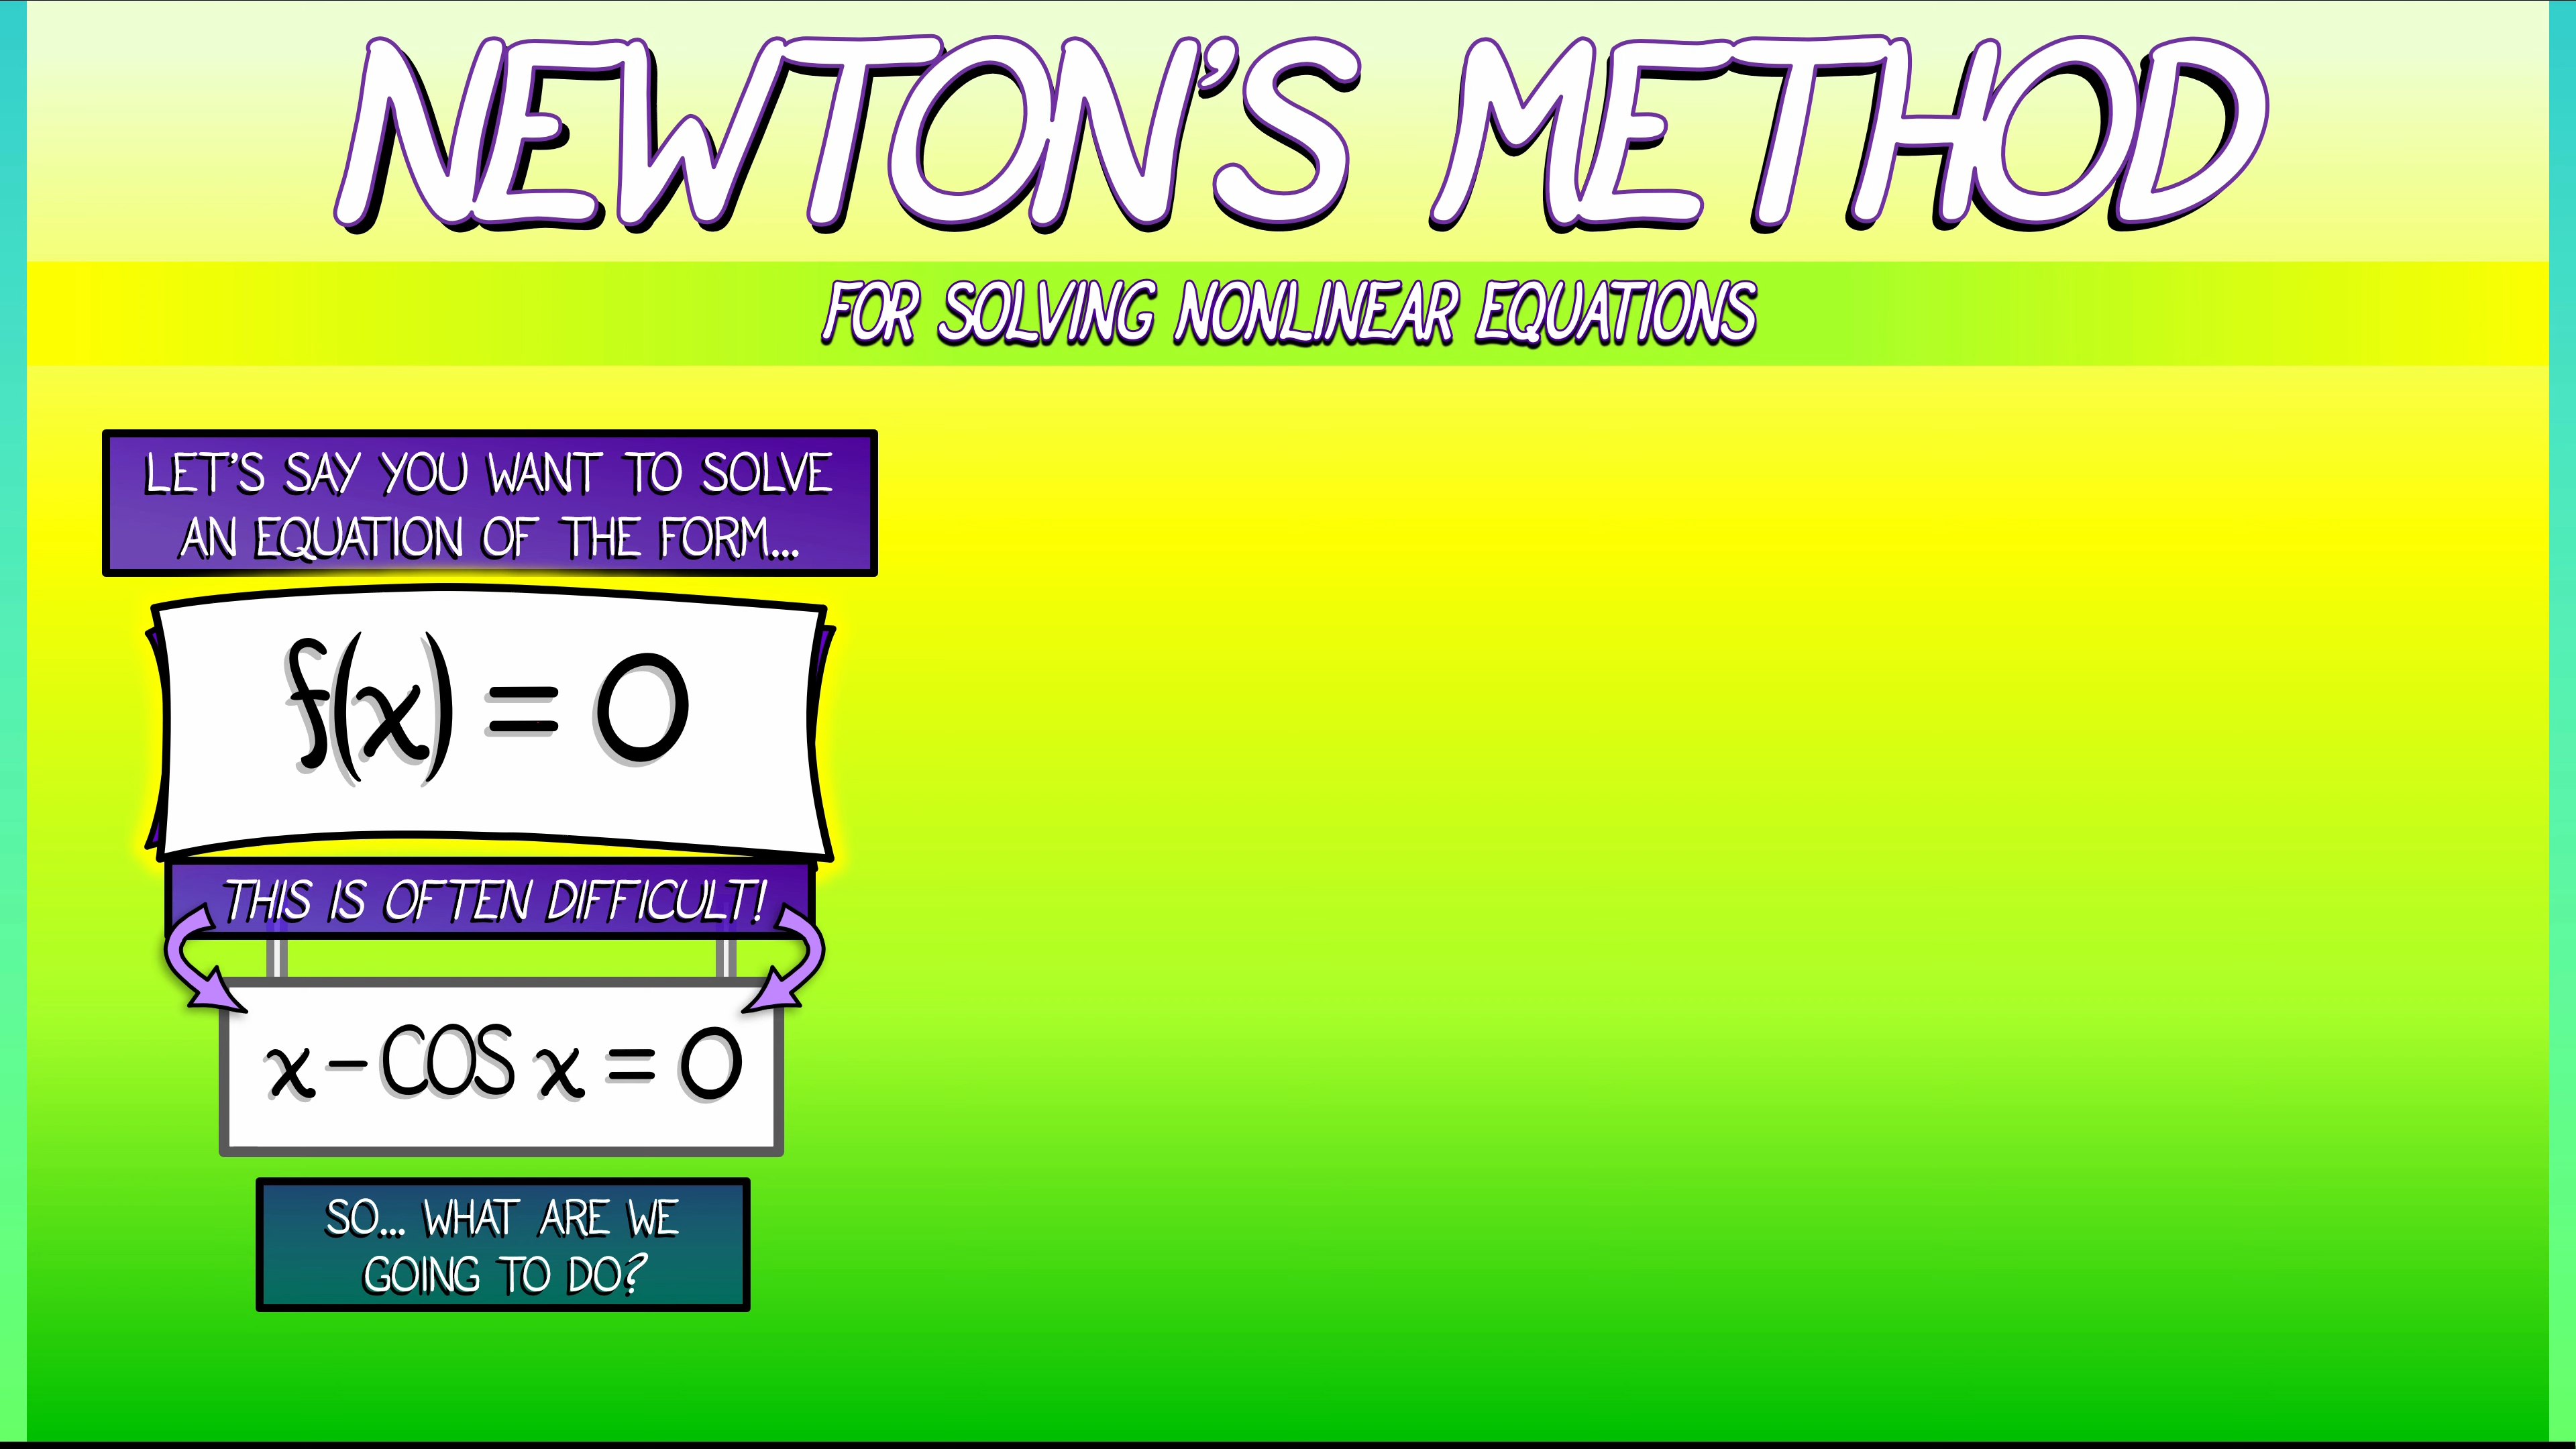 NEWTON'S METHOD
FOR SOLVING NONLINEAR EQUATIONS
LET'S SAY YOU WANT TO SOLVE
AN EQUATION OF THE FORM...
f(x) = 0
THIS IS OFTEN DIFFICULT!
x – COS x = 0
SO... WHAT ARE WE
GOING TO DO?